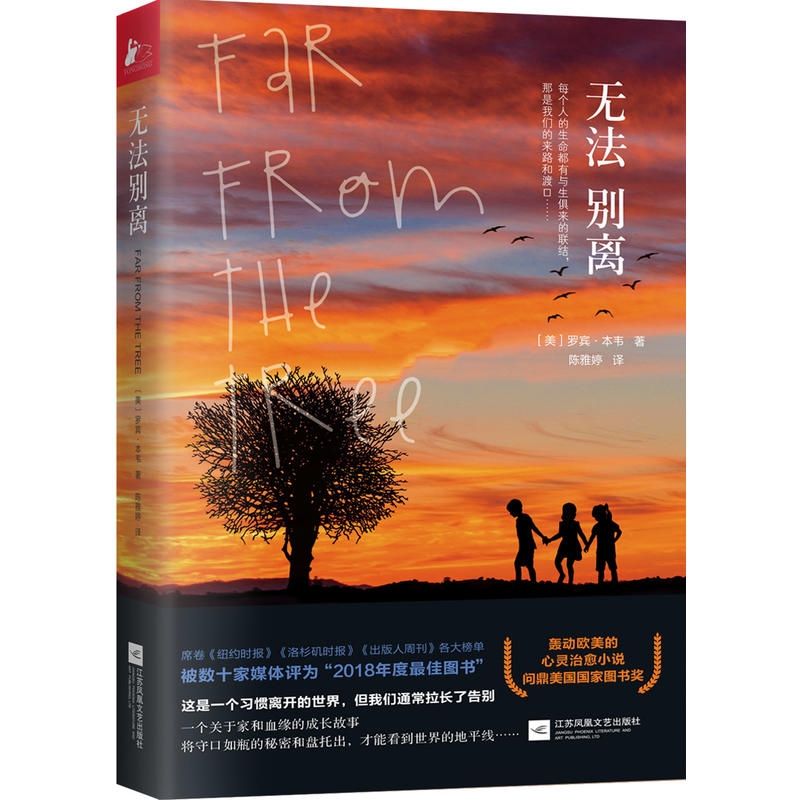 TONGHONG
无法别离
FAR FROM THE TREE
［美］罗宾·本韦 著
陈雅婷 译
江苏凤凰文艺出版社
FaR
FRom
tHe
tRee
无法 别离
每个人的生命都有与生俱来的联结，
那是我们的来路和渡口……
［美］罗宾·本韦 著
陈雅婷 译
席卷《纽约时报》《洛杉矶时报》《出版人周刊》各大榜单
被数十家媒体评为“2018年度最佳图书”
这是一个习惯离开的世界，但我们通常拉长了告别
一个关于家和血缘的成长故事
将守口如瓶的秘密和盘托出，才能看到世界的地平线……
轰动欧美的
心灵治愈小说
问鼎美国国家图书奖
江苏凤凰文艺出版社
JIANGSU PHOENIX LITERATURE AND
ART PUBLISHING, LTD